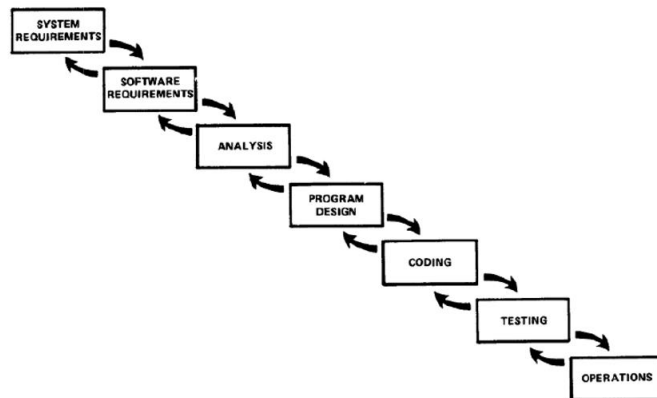 SYSTEM
REQUIREMENTS
SOFTWARE
REQUIREMENTS
ANALYSIS
PROGRAM
DESIGN
CODING
TESTING
OPERATIONS